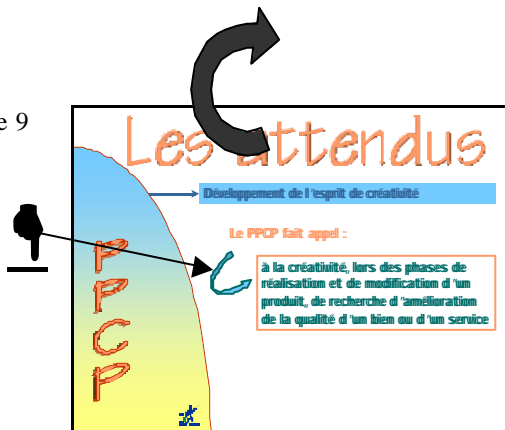 e 9
Les attendus
Développement de l 'esprit de créativité
Le PPCP fait appel :
à la créativité, lors des phases de
réalisation et de modification d 'un
produit, de recherche d 'amélioration
de la qualité d 'un bien ou d 'un service
P
P
C
P